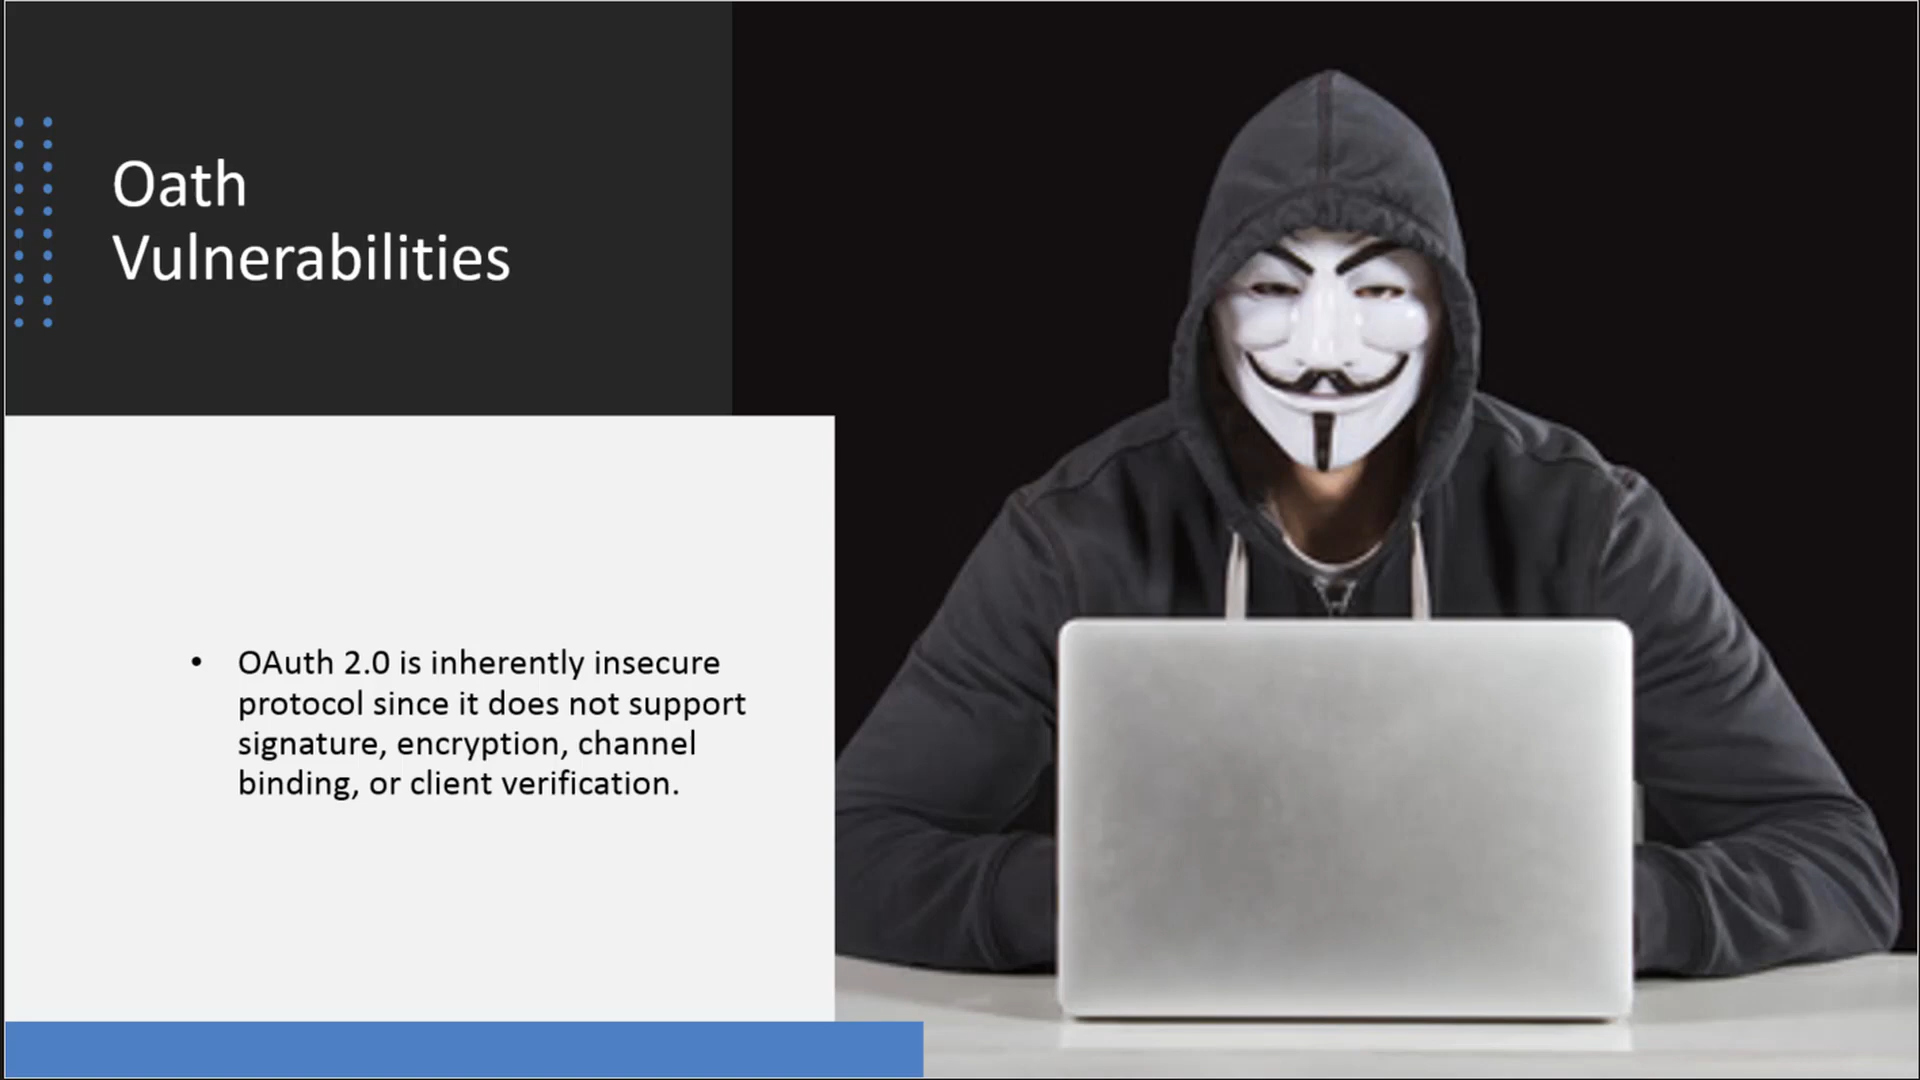 Oath
Vulnerabilities
• OAuth 2.0 is inherently insecure
protocol since it does not support
signature, encryption, channel
binding, or client verification.